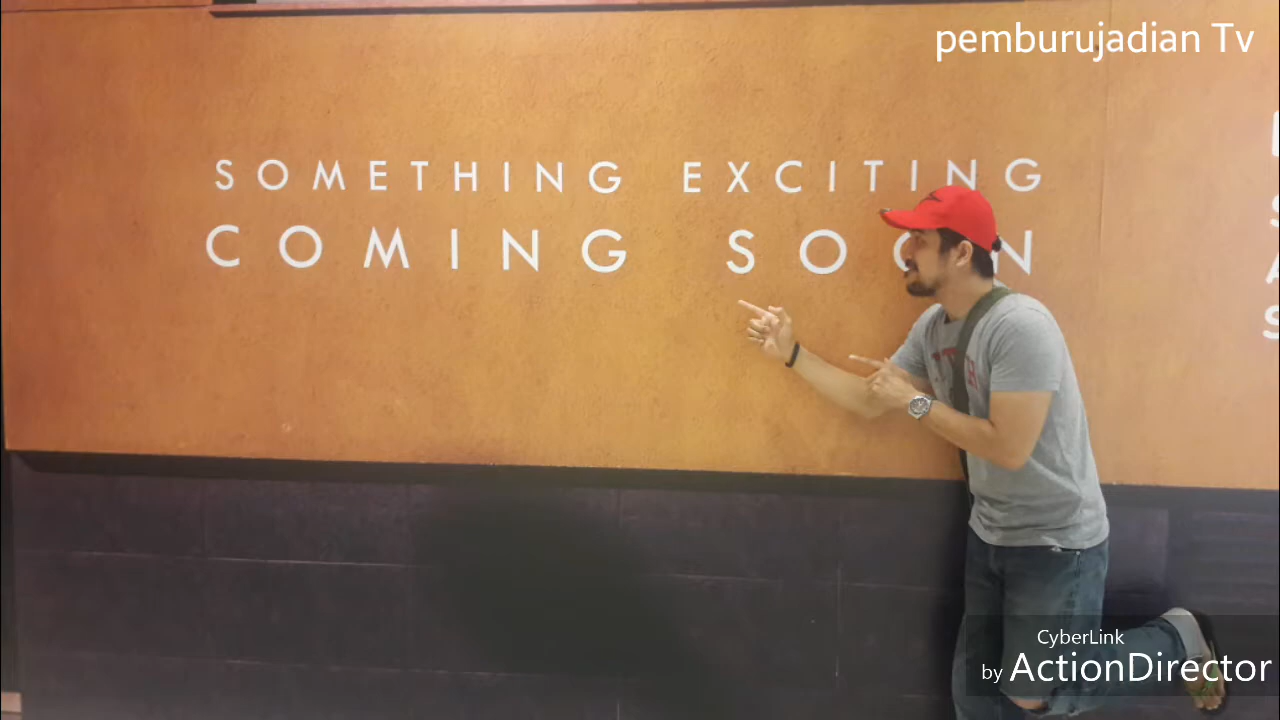 pemburujadian Tv
SOMETHING EXCITING
COMING SOON
CyberLink
by ActionDirector